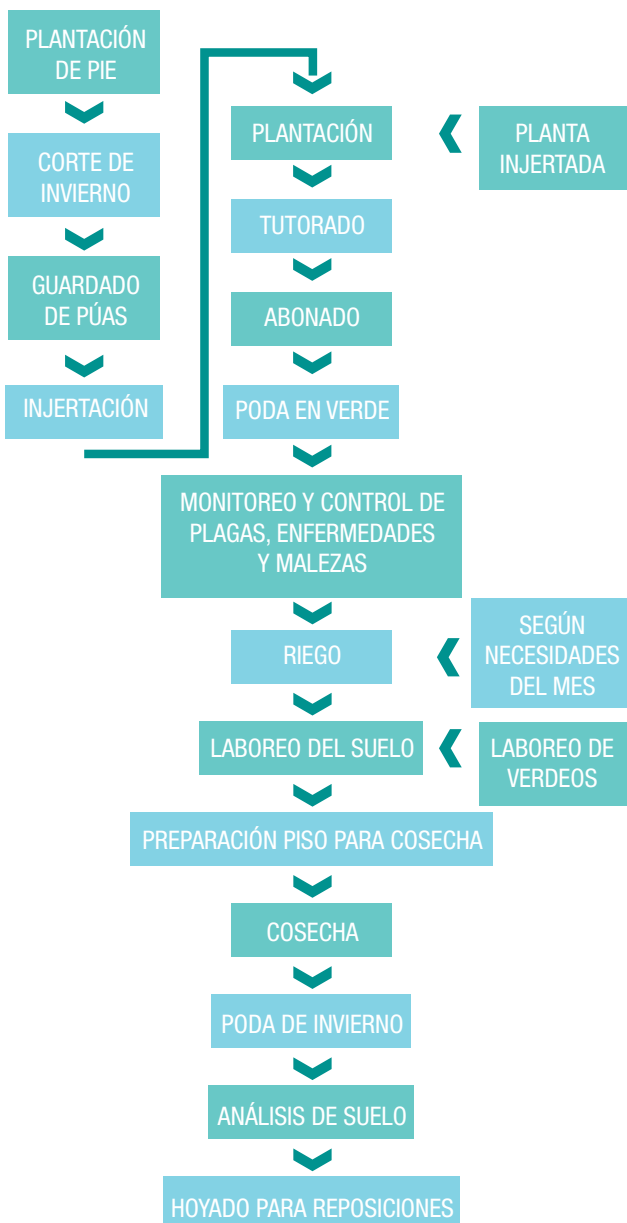 PLANTACIÓN
DE PIE
CORTE DE
INVIERNO
GUARDADO
DE PÚAS
INJERTACIÓN
PLANTACIÓN
PLANTA
INJERTADA
TUTORADO
ABONADO
PODA EN VERDE
MONITOREO Y CONTROL DE
PLAGAS, ENFERMEDADES
Y MALEZAS
RIEGO
SEGÚN
NECESIDADES
DEL MES
LABOREO DEL SUELO
LABOREO DE
VERDEOS
PREPARACIÓN PISO PARA COSECHA
COSECHA
PODA DE INVIERNO
ANÁLISIS DE SUELO
HOYADO PARA REPOSICIONES